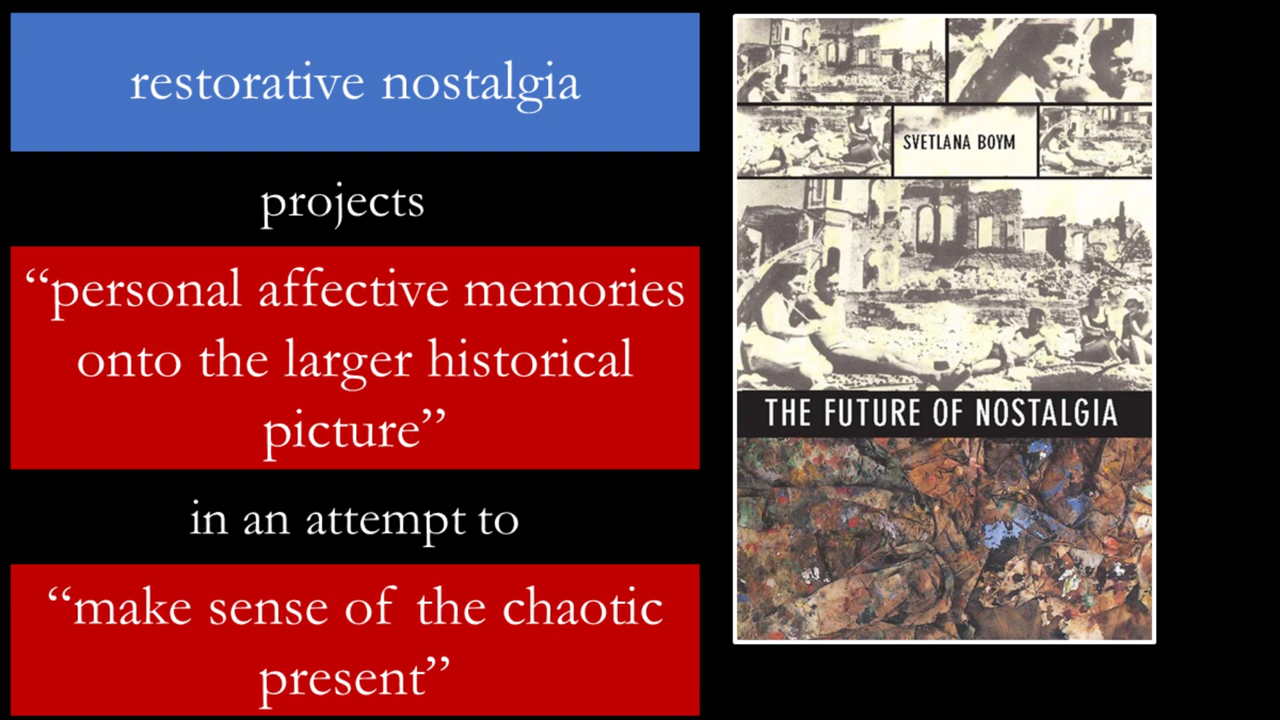 restorative nostalgia
projects
“personal affective memories
onto the larger historical
picture”
in an attempt to
“make sense of the chaotic
present”
SVETLANA BOYM
THE FUTURE OF NOSTALGIA